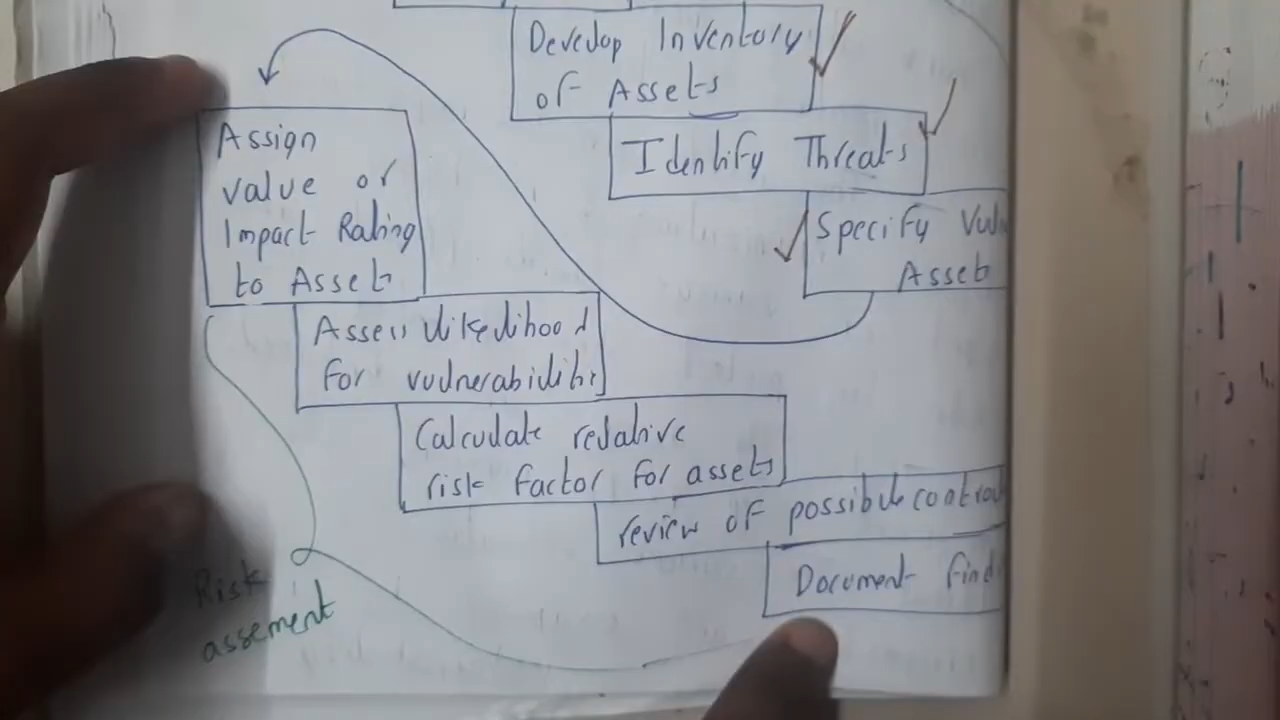 Develop Inventory
of Assets
Identify Threats
Specify Vul
Asset
Assign
value or
Impact Rating
to Asset
Assess likelihood
for vulnerability
Calculate relative
risk factor for assets
review of possible control
Document find
Risk
assement